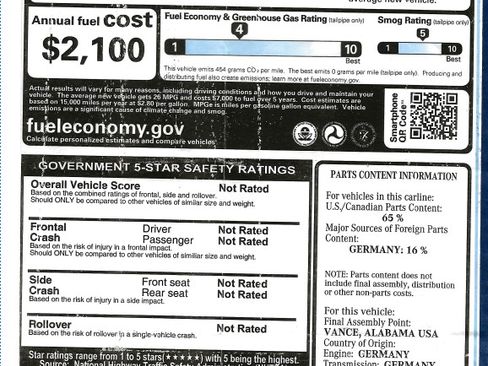 new vehicle.
Annual fuel cost
$2,100
Fuel Economy & Greenhouse Gas Rating (tailpipe only)
Smog Rating (tailpipe only)
4
5
1
10
1
10
Best
Best
This vehicle emits 464 grams CO2 per mile. The best emits 0 grams per mile (tailpipe only). Producing and
distributing fuel also create emissions; learn more at fueleconomy.gov.
Actual results will vary for many reasons, including driving conditions and how you drive and maintain your
vehicle. The average new vehicle gets 26 MPG and costs $7,000 to fuel over 5 years. Cost estimates are
based on 15,000 miles per year at $2.80 per gallon. MPGe is miles per gasoline gallon equivalent. Vehicle
emissions are a significant cause of climate change and smog.
fueleconomy.gov
Calculate personalized estimates and compare vehicles
Smartphone
QR Code™
GOVERNMENT 5-STAR SAFETY RATINGS
Overall Vehicle Score Not Rated
Based on the combined ratings of frontal, side and rollover.
Should ONLY be compared to other vehicles of similar size and weight.
Frontal Driver Not Rated
Crash Passenger Not Rated
Based on the risk of injury in a frontal impact.
Should ONLY be compared to other vehicles of similiar size and weight.
Side Front seat Not Rated
Crash Rear seat Not Rated
Based on the risk of injury in a side impact.
Rollover Not Rated
Based on the risk of rollover in a single-vehicle crash.
Star ratings range from 1 to 5 stars(★★★★★) with 5 being the highest.
Source: National Highway Traffic Safety Administration
PARTS CONTENT INFORMATION
For vehicles in this carline:
U.S./Canadian Parts Content:
65 %
Major Sources of Foreign Parts
Content:
GERMANY: 16 %
NOTE: Parts content does not
include final assembly, distribution
or other non-parts costs.
For this vehicle:
Final Assembly Point:
VANCE, ALABAMA USA
Country of Origin:
Engine: GERMANY
Transmission: GERMANY